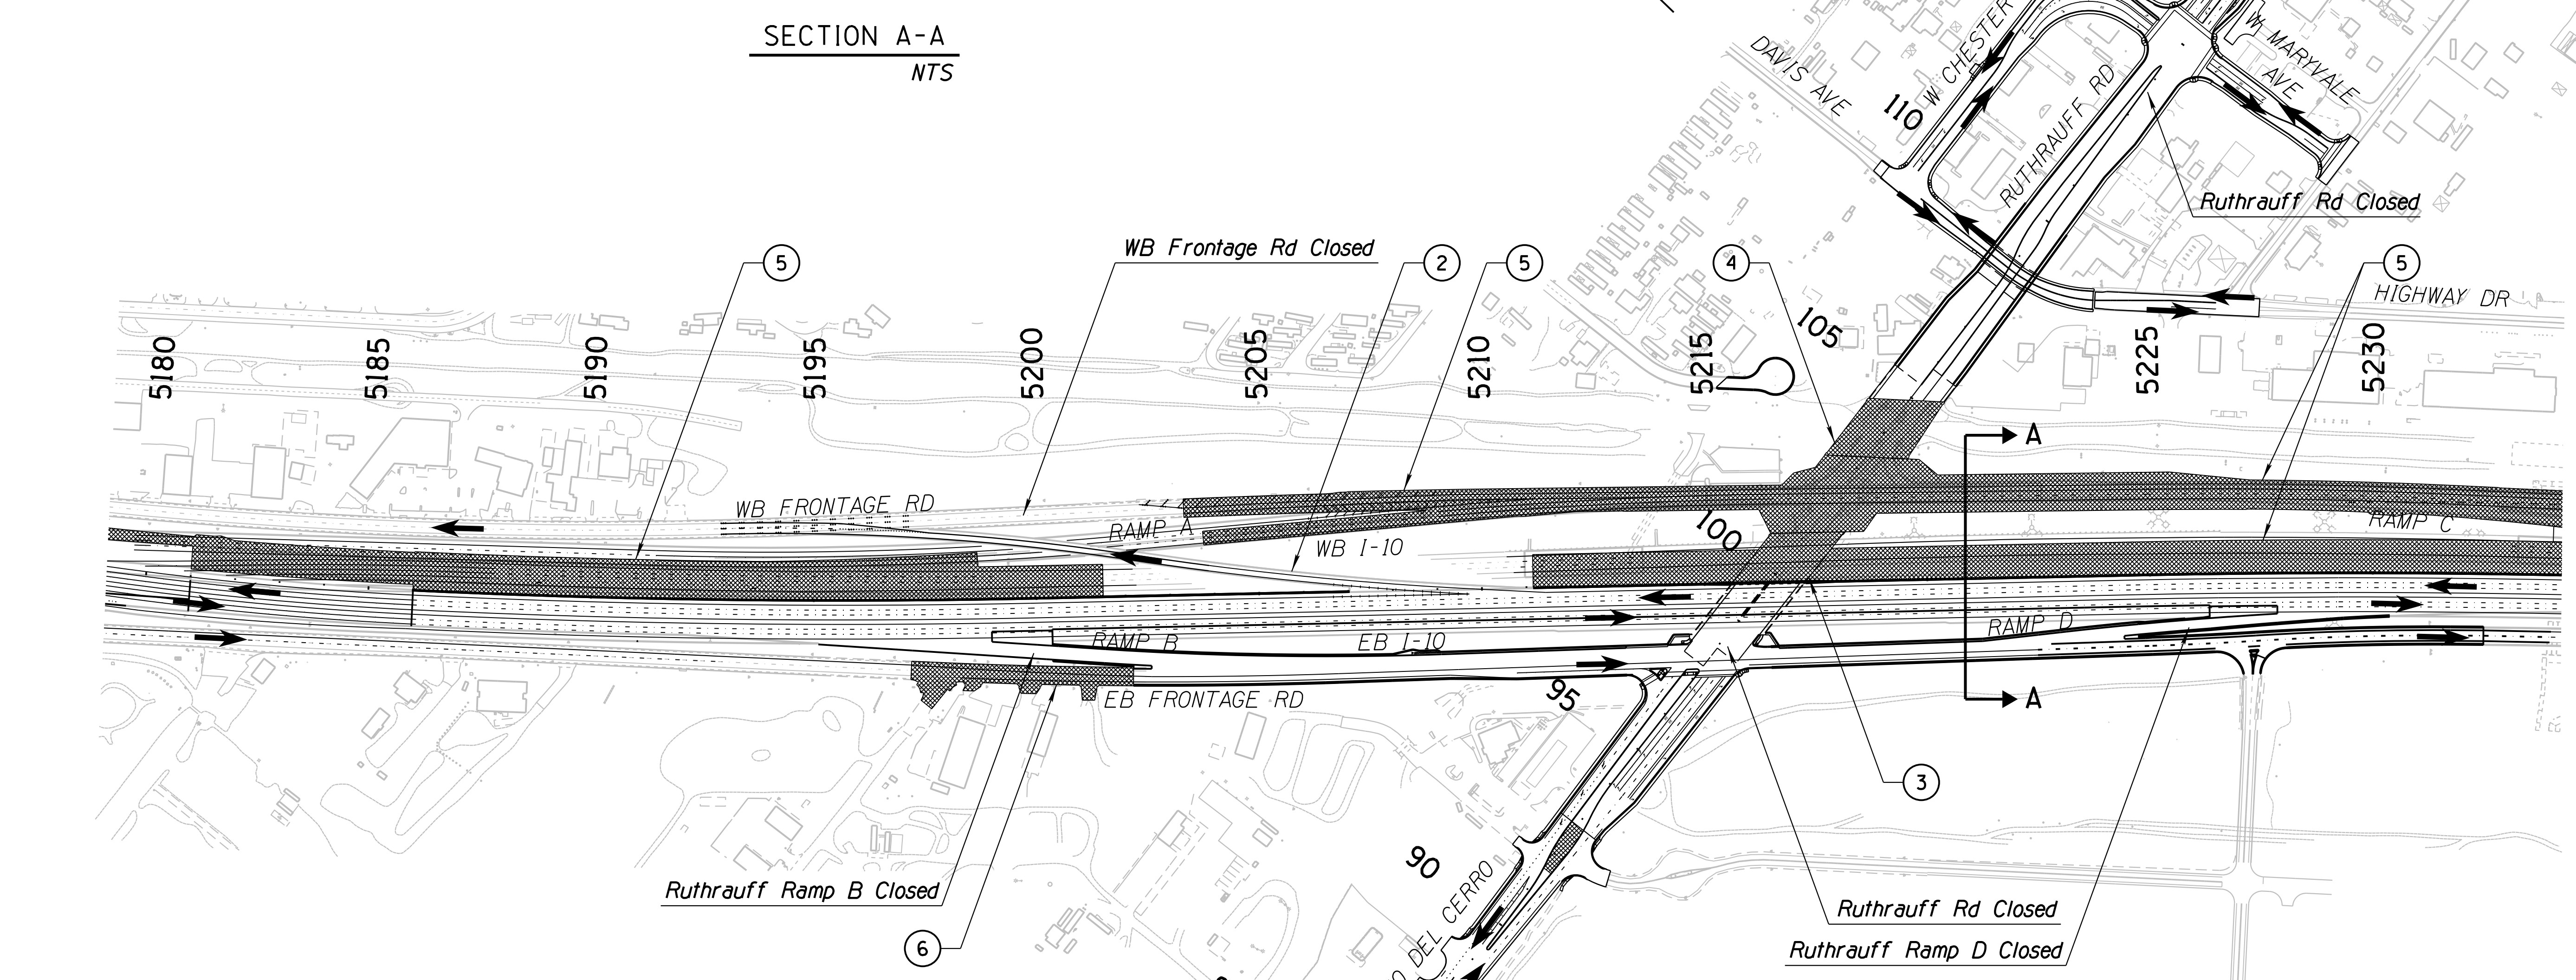 SECTION A-A
NTS
W CHESTER
W MARYVALE
AVE
DAVIS AVE
110
RUTHRAUFF RD
Ruthrauff Rd Closed
WB Frontage Rd Closed
5
2
5
4
5
HIGHWAY DR
105
5180
5185
5190
5195
5200
5205
5210
5215
5225
5230
A
WB FRONTAGE RD
RAMP A
WB I-10
100
RAMP C
RAMP B
EB I-10
RAMP D
EB FRONTAGE RD
95
A
3
90
DEL CERRO
Ruthrauff Ramp B Closed
6
Ruthrauff Rd Closed
Ruthrauff Ramp D Closed